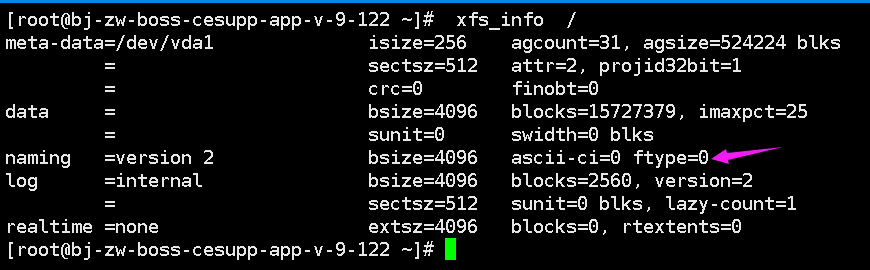 [root@bj-zw-boss-cesupp-app-v-9-122 ~]#  xfs_info  /
meta-data=/dev/vda1              isize=256    agcount=31, agsize=524224 blks
         =                       sectsz=512   attr=2, projid32bit=1
         =                       crc=0        finobt=0
data     =                       bsize=4096   blocks=15727379, imaxpct=25
         =                       sunit=0      swidth=0 blks
naming   =version 2              bsize=4096   ascii-ci=0 ftype=0
log      =internal               bsize=4096   blocks=2560, version=2
         =                       sectsz=512   sunit=0 blks, lazy-count=1
realtime =none                   extsz=4096   blocks=0, rtextents=0
[root@bj-zw-boss-cesupp-app-v-9-122 ~]#